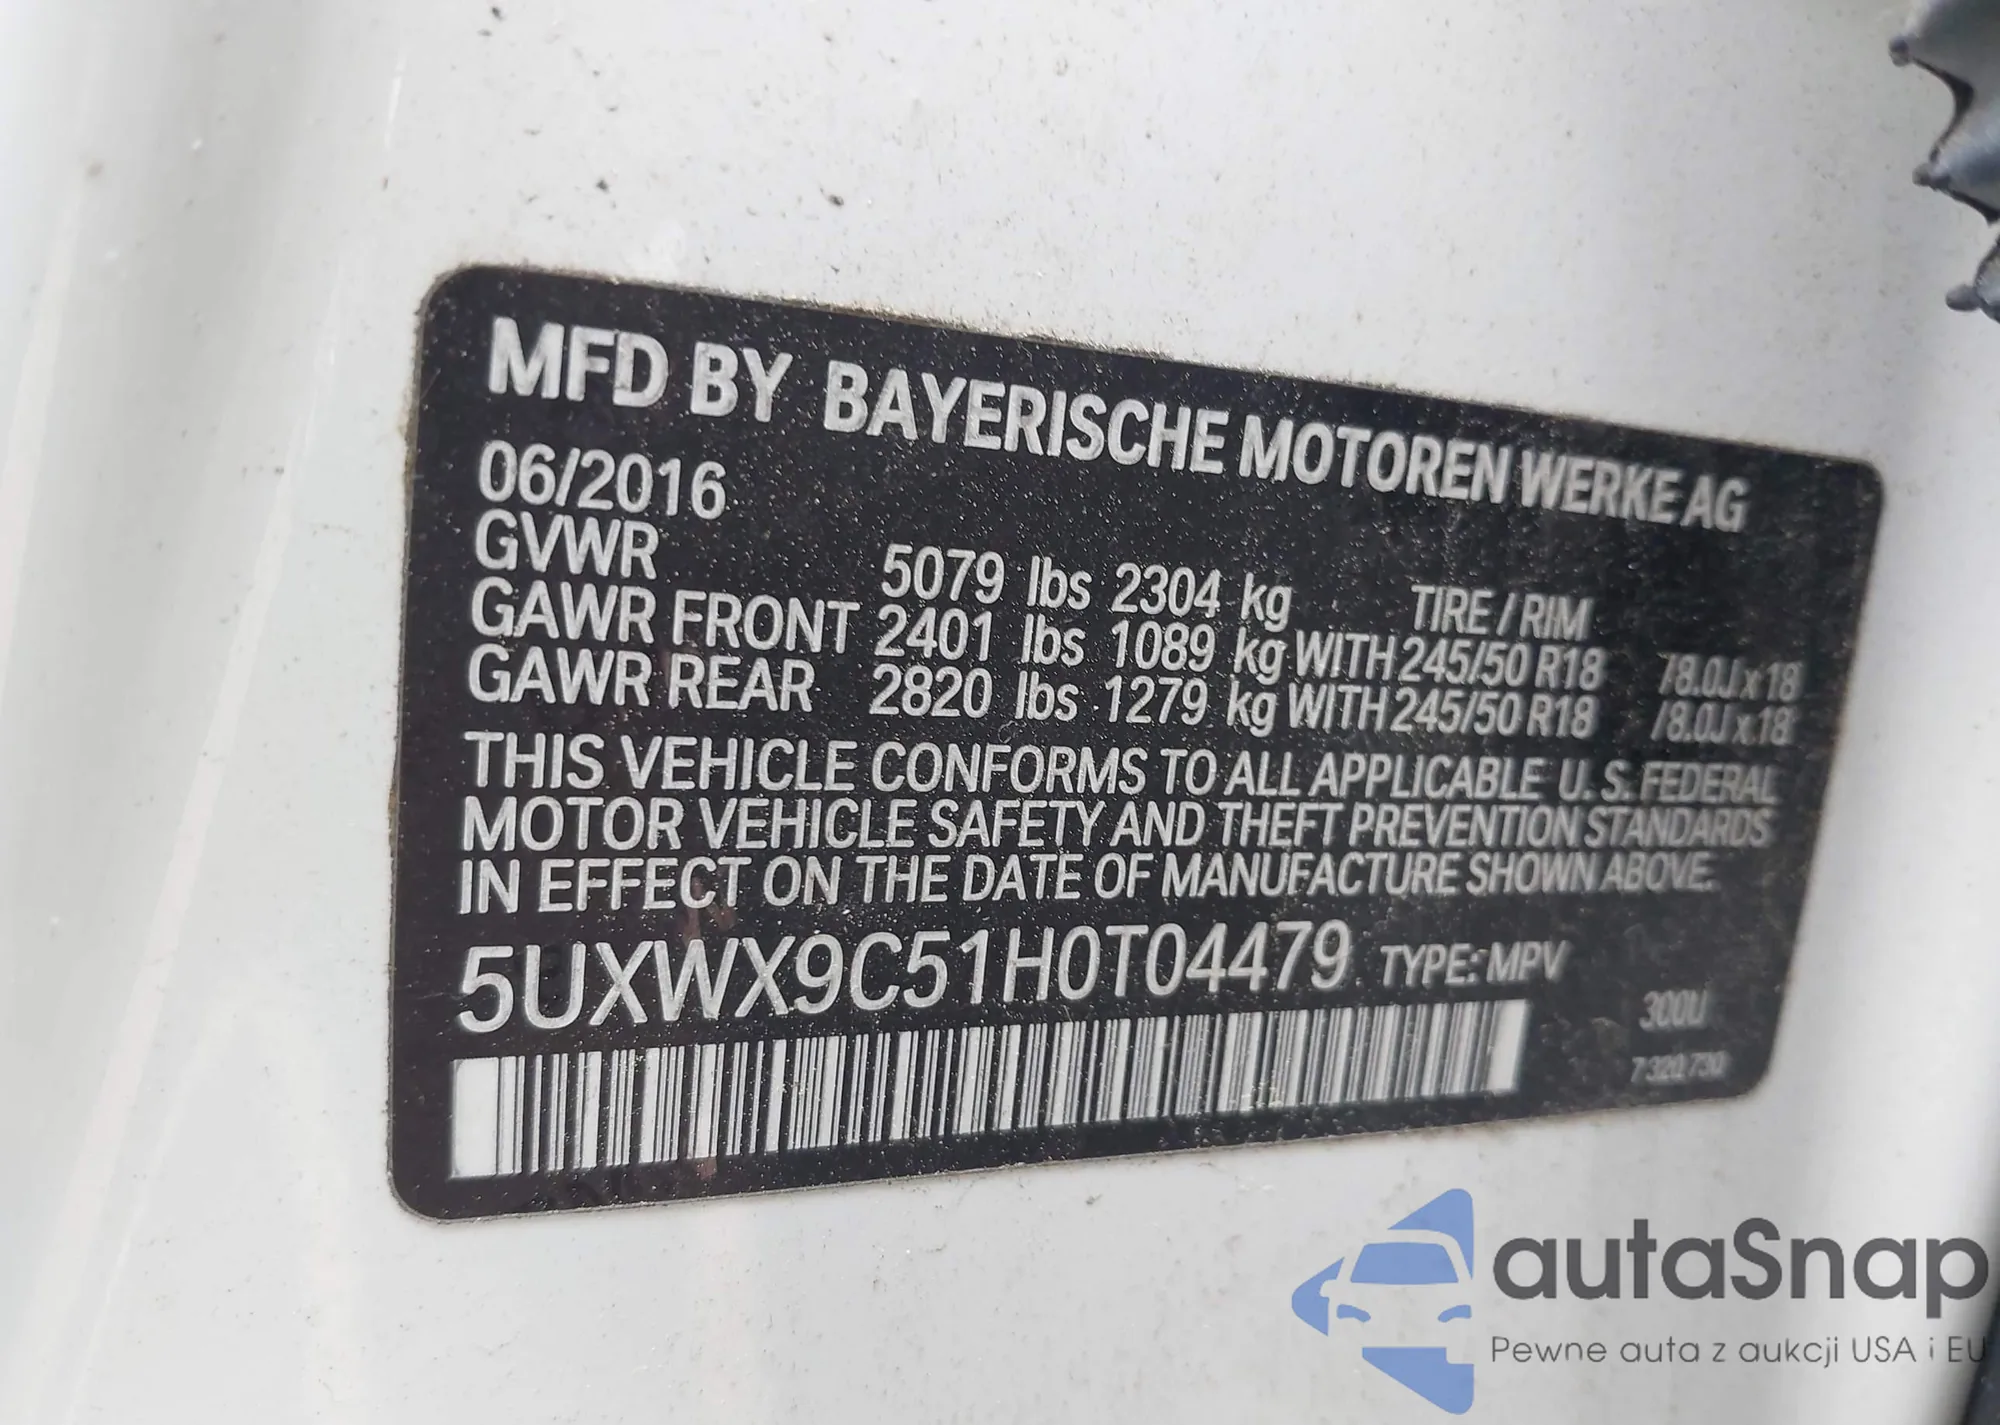 MFD BY BAYERISCHE MOTOREN WERKE AG
06/2016
GVWR 5079 lbs 2304 kg TIRE / RIM
GAWR FRONT 2401 lbs 1089 kg WITH 245/50 R18 /8.0J x 18
GAWR REAR 2820 lbs 1279 kg WITH 245/50 R18 /8.0J x 18
THIS VEHICLE CONFORMS TO ALL APPLICABLE U. S. FEDERAL
MOTOR VEHICLE SAFETY AND THEFT PREVENTION STANDARDS
IN EFFECT ON THE DATE OF MANUFACTURE SHOWN ABOVE.
5UXWX9C51H0T04479 TYPE: MPV
300U
7 320 730
autaSnap
Pewne auta z aukcji USA i EU